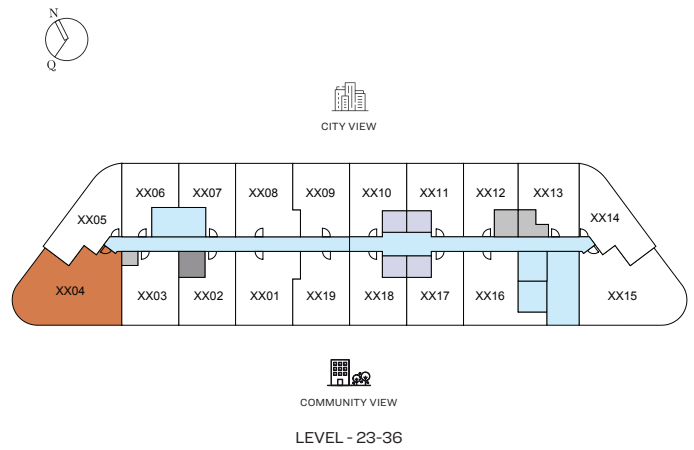 N
Q
CITY VIEW
XX06 XX07 XX08 XX09 XX10 XX11 XX12 XX13
XX05 XX14
XX04 XX03 XX02 XX01 XX19 XX18 XX17 XX16 XX15
COMMUNITY VIEW
LEVEL - 23-36